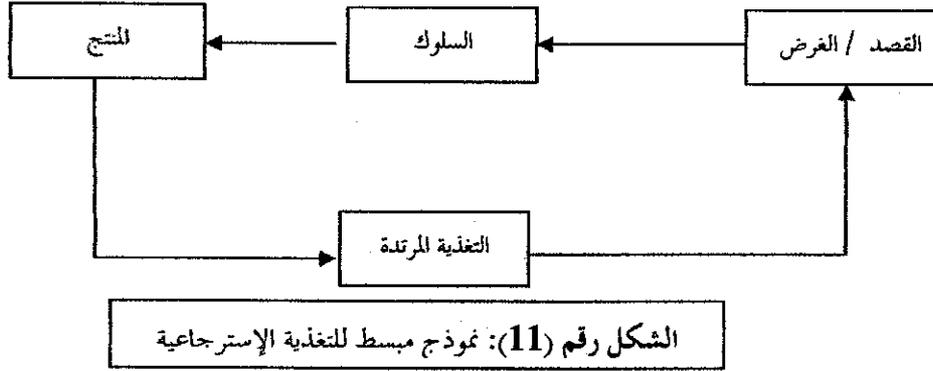 القصد / الغرض
السلوك
المنتج
التغذية المرتدة
الشكل رقم (11): نموذج مبسط للتغذية الإسترجاعية